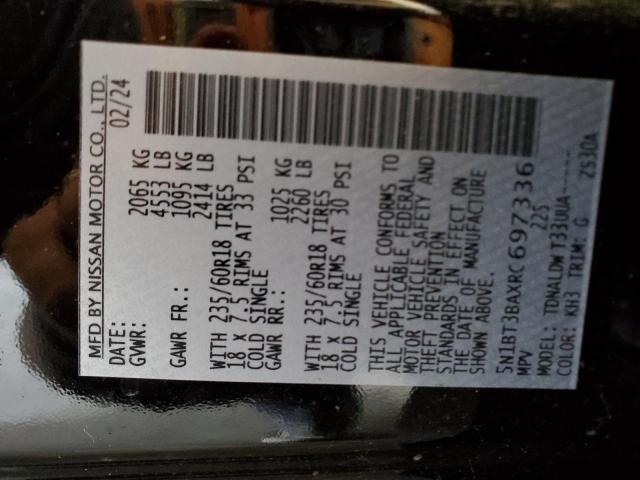 MFD BY NISSAN MOTOR CO., LTD.
DATE: 02/24
GVWR: 2065 KG
4553 LB
GAWR FR.: 1095 KG
2414 LB
WITH 235/60R18 TIRES
18 X 7.5 RIMS AT 33 PSI
COLD SINGLE
GAWR RR.: 1025 KG
2260 LB
WITH 235/60R18 TIRES
18 X 7.5 RIMS AT 30 PSI
COLD SINGLE
THIS VEHICLE CONFORMS TO
ALL APPLICABLE FEDERAL
MOTOR VEHICLE SAFETY AND
THEFT PREVENTION
STANDARDS IN EFFECT ON
THE DATE OF MANUFACTURE
SHOWN ABOVE.
5N1BT3BAXRC697336
MPV 225
MODEL: TDNALDWT33UUA-----
COLOR: KH3 TRIM: G ZS30A